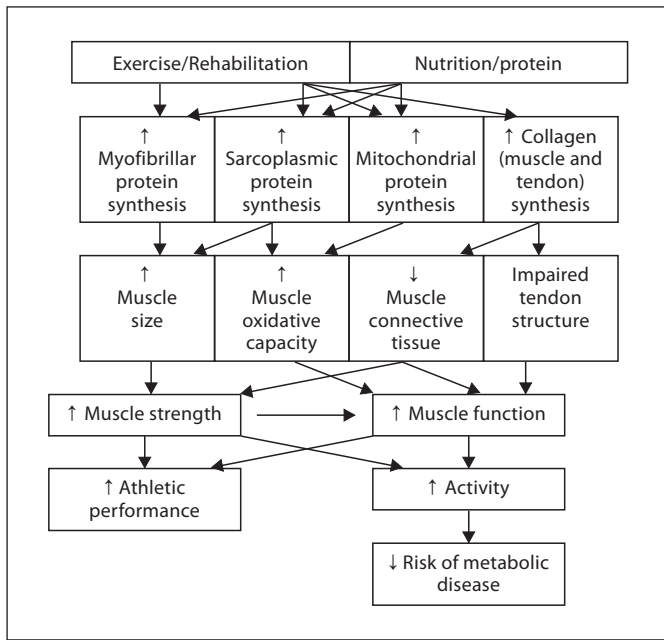 Exercise/Rehabilitation
Nutrition/protein
↑
Myofibrillar
protein
synthesis
↑
Sarcoplasmic
protein
synthesis
↑
Mitochondrial
protein
synthesis
↑ Collagen
(muscle and
tendon)
synthesis
↑
Muscle
size
↑
Muscle
oxidative
capacity
↓
Muscle
connective
tissue
Impaired
tendon
structure
↑ Muscle strength
↑ Muscle function
↑ Athletic
performance
↑ Activity
↓ Risk of metabolic
disease